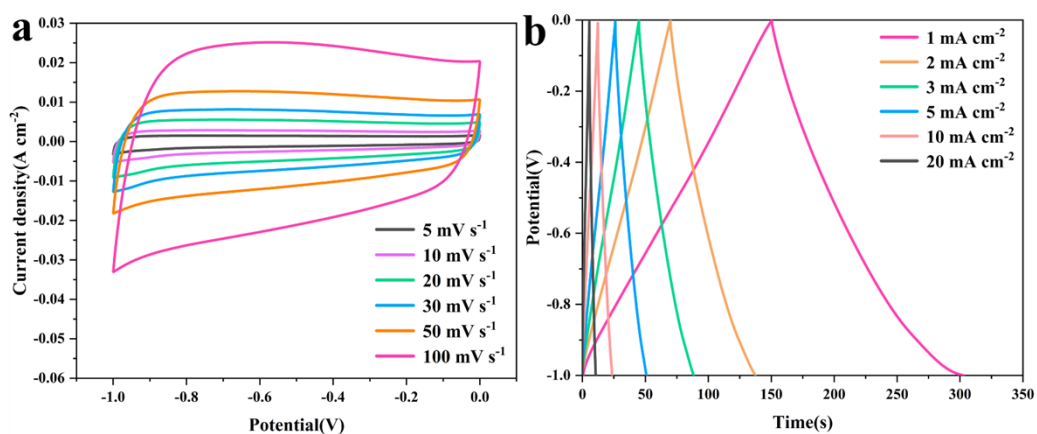 a
0.03
0.02
0.01
0.00
-0.01
-0.02
-0.03
-0.04
-0.05
-0.06
Current density(A cm-2)
-1.0 -0.8 -0.6 -0.4 -0.2 0.0
Potential(V)
5 mV s-1
10 mV s-1
20 mV s-1
30 mV s-1
50 mV s-1
100 mV s-1
b
0.0
-0.2
-0.4
-0.6
-0.8
-1.0
Potential(V)
0 50 100 150 200 250 300 350
Time(s)
1 mA cm-2
2 mA cm-2
3 mA cm-2
5 mA cm-2
10 mA cm-2
20 mA cm-2